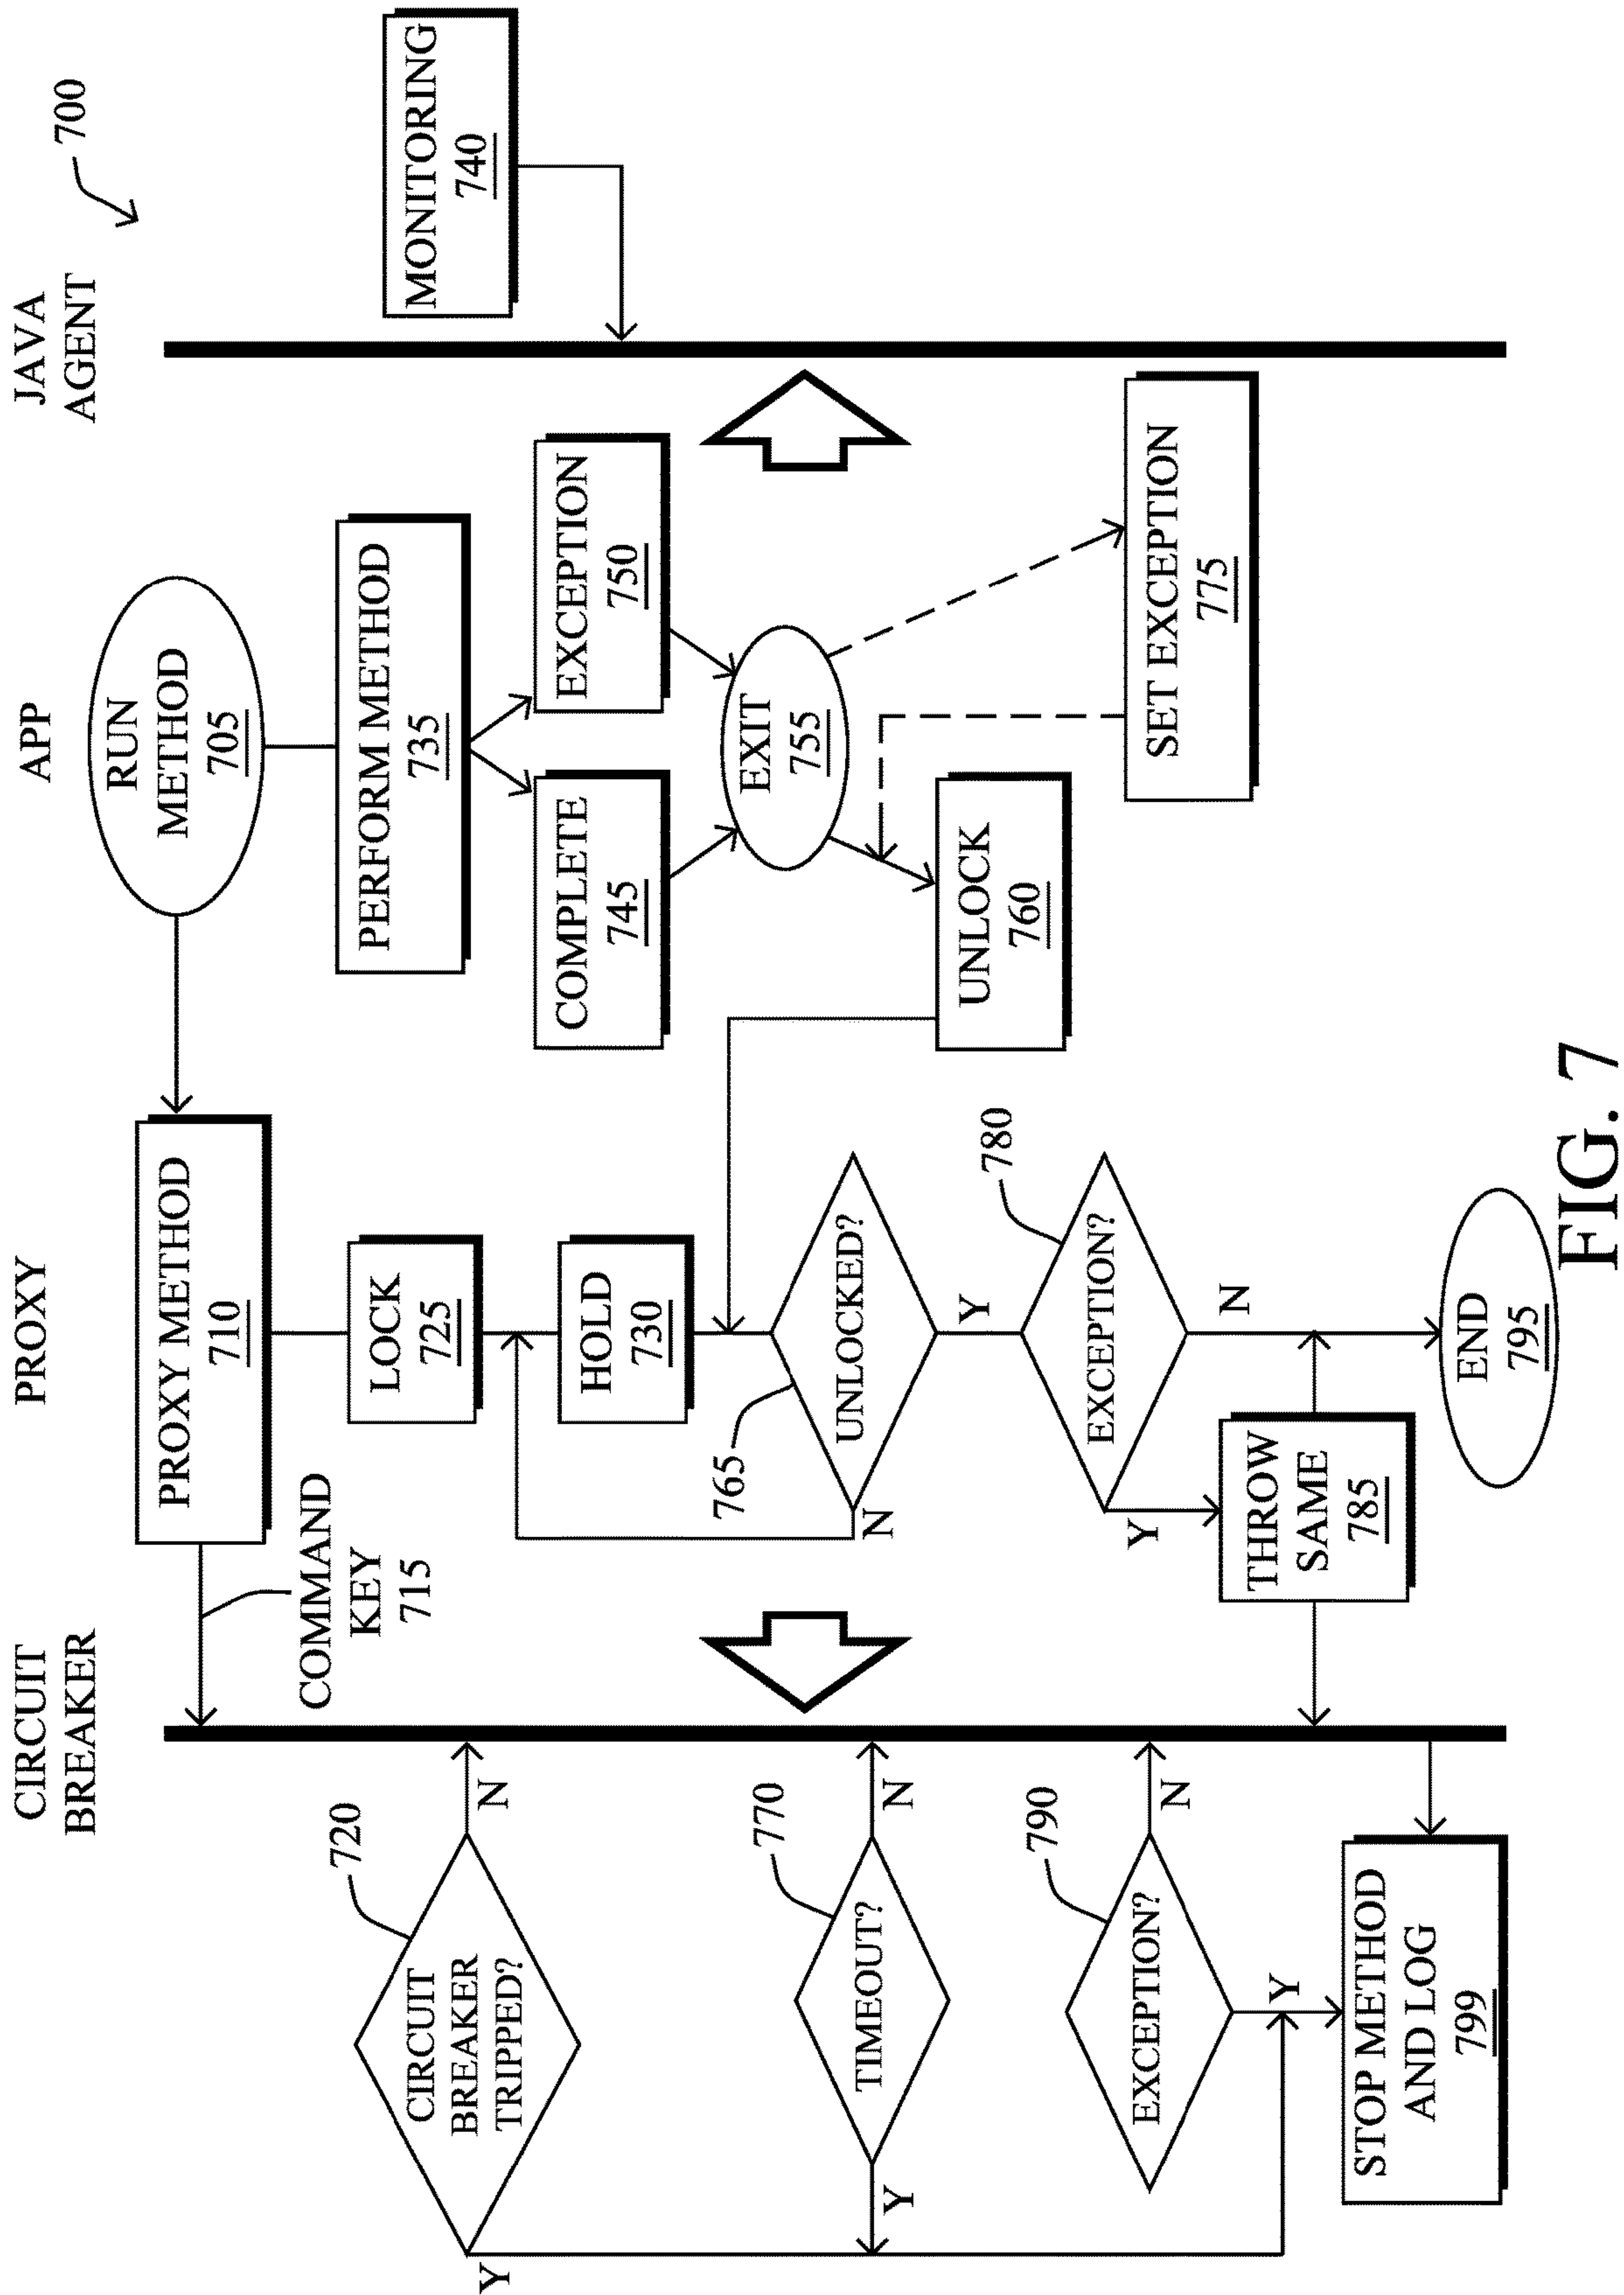 700
CIRCUIT
BREAKER
PROXY
APP
JAVA
AGENT
RUN
METHOD
705
PROXY METHOD
710
COMMAND
KEY
715
720
CIRCUIT
BREAKER
TRIPPED?
Y
N
LOCK
725
PERFORM METHOD
735
MONITORING
740
HOLD
730
COMPLETE
745
EXCEPTION
750
EXIT
755
765
UNLOCKED?
N
Y
770
TIMEOUT?
Y
N
UNLOCK
760
780
EXCEPTION?
Y
N
SET EXCEPTION
775
790
EXCEPTION?
N
Y
THROW
SAME
785
STOP METHOD
AND LOG
799
END
795
FIG. 7